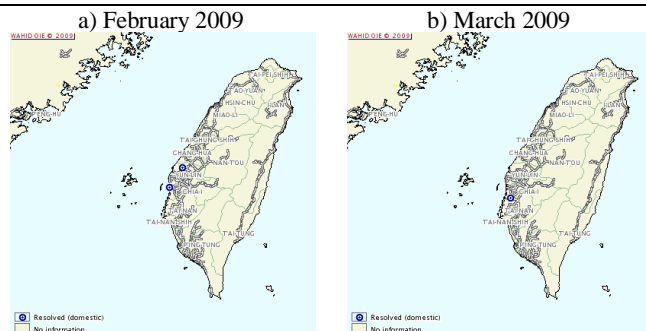 a) February 2009
WAHID OIE © 2009
T'AI-PEI-SHIH
T'AO-YUAN
HSIN-CHU
ILAN
MIAO-LI
P'ENG-HU
T'AI-CHUNG SHIH
CHANG-HUA
NAN-T'OU
YUN-LIN
CHIA-I
T'AI-NAN
T'AI-NAN SHIH
T'AI-TUNG
PING-TUNG
Resolved (domestic)
No information
b) March 2009
WAHID OIE © 2009
T'AI-PEI-SHIH
T'AO-YUAN
HSIN-CHU
ILAN
MIAO-LI
P'ENG-HU
T'AI-CHUNG SHIH
CHANG-HUA
NAN-T'OU
YUN-LIN
CHIA-I
T'AI-NAN
T'AI-NAN SHIH
T'AI-TUNG
PING-TUNG
Resolved (domestic)
No information